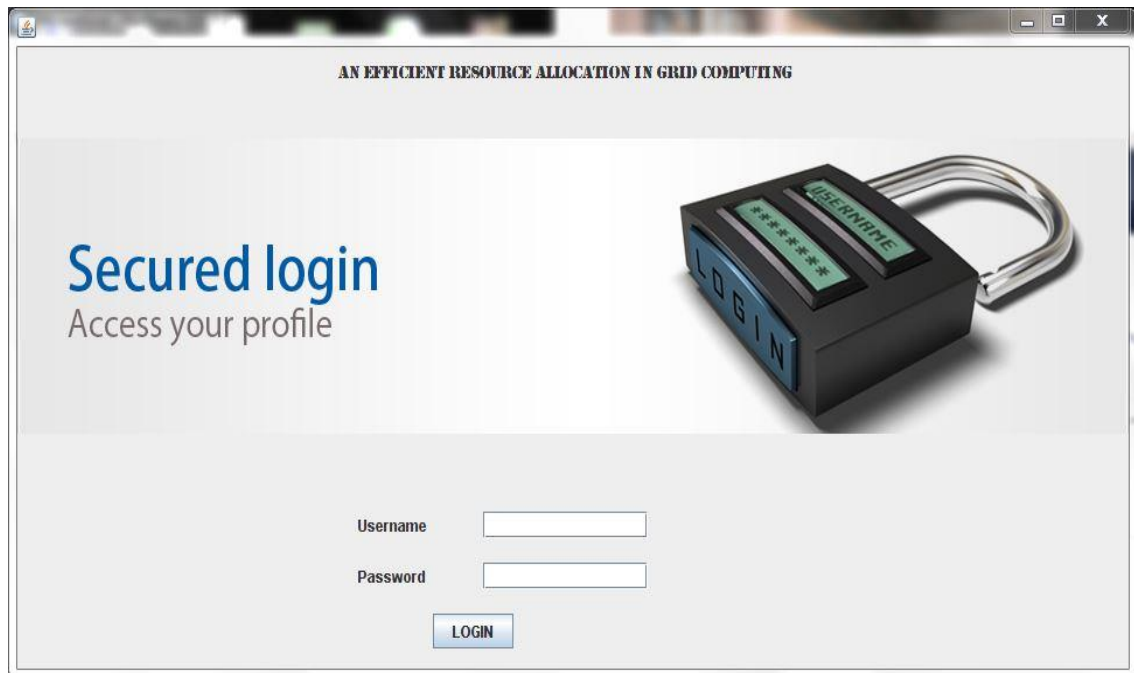 AN EFFICIENT RESOURCE ALLOCATION IN GRID COMPUTING
Secured login
Access your profile
USERNAME
********
LOGIN
Username
Password
LOGIN